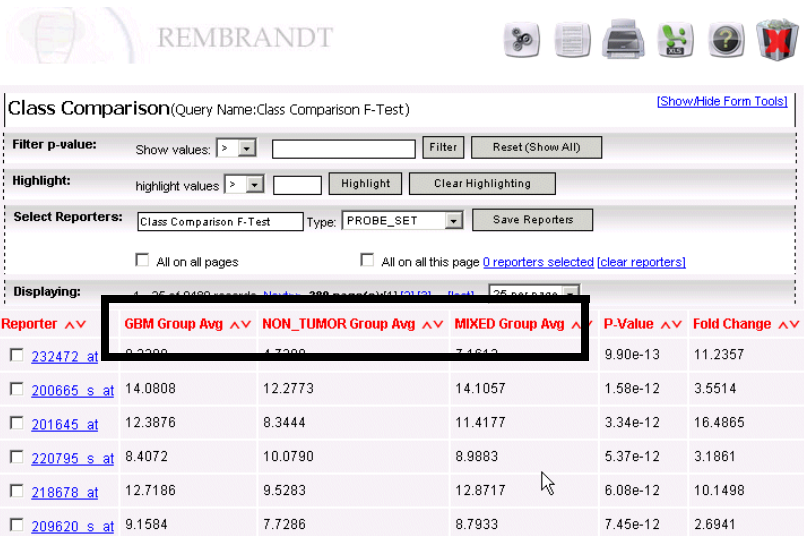 REMBRANDT
XLS
Class Comparison(Query Name:Class Comparison F-Test)
[Show/Hide Form Tools]
Filter p-value: Show values: > Filter Reset (Show All)
Highlight: highlight values > Highlight Clear Highlighting
Select Reporters: Class Comparison F-Test Type: PROBE_SET Save Reporters
All on all pages All on all this page 0 reporters selected [clear reporters]
Displaying:
Reporter GBM Group Avg NON_TUMOR Group Avg MIXED Group Avg P-Value Fold Change
232472_at 9.90e-13 11.2357
200665_s_at 14.0808 12.2773 14.1057 1.58e-12 3.5514
201645_at 12.3876 8.3444 11.4177 3.34e-12 16.4865
220795_s_at 8.4072 10.0790 8.9883 5.37e-12 3.1861
218678_at 12.7186 9.5283 12.8717 6.08e-12 10.1498
209620_s_at 9.1584 7.7286 8.7933 7.45e-12 2.6941